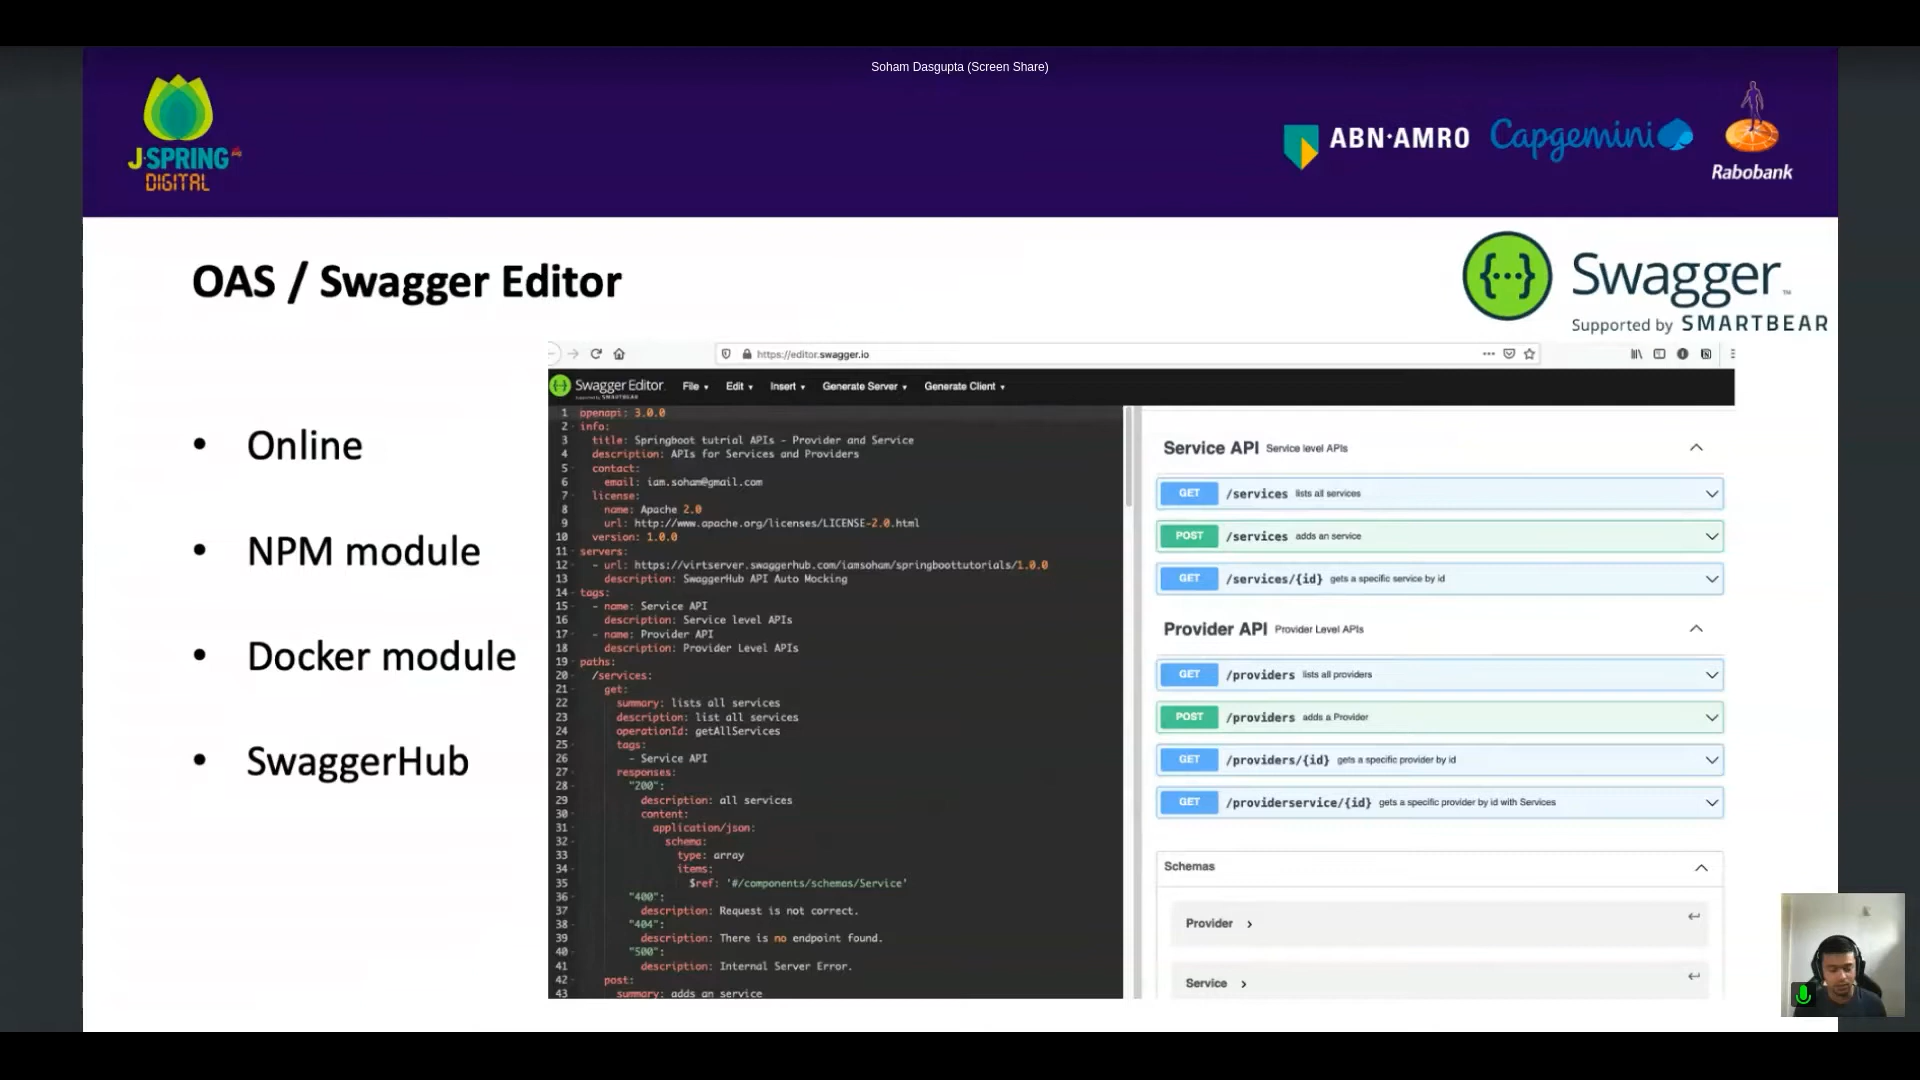 Soham Dasgupta (Screen Share)
J-SPRING
DIGITAL
ABN·AMRO
Capgemini
Rabobank
OAS / Swagger Editor
Swagger™
Supported by SMARTBEAR
• Online
• NPM module
• Docker module
• SwaggerHub
https://editor.swagger.io
Swagger Editor
Supported by SMARTBEAR
File Edit Insert Generate Server Generate Client
1 openapi: 3.0.0
2 info:
3 title: Springboot tutrial APIs - Provider and Service
4 description: APIs for Services and Providers
5 contact:
6 email: iam.soham@gmail.com
7 license:
8 name: Apache 2.0
9 url: http://www.apache.org/licenses/LICENSE-2.0.html
10 version: 1.0.0
11 servers:
12 - url: https://virtserver.swaggerhub.com/iamsoham/springboottutorials/1.0.0
13 description: SwaggerHub API Auto Mocking
14 tags:
15 - name: Service API
16 description: Service level APIs
17 - name: Provider API
18 description: Provider Level APIs
19 paths:
20 /services:
21 get:
22 summary: lists all services
23 description: list all services
24 operationId: getAllServices
25 tags:
26 - Service API
27 responses:
28 "200":
29 description: all services
30 content:
31 application/json:
32 schema:
33 type: array
34 items:
35 $ref: '#/components/schemas/Service'
36 "400":
37 description: Request is not correct.
38 "404":
39 description: There is no endpoint found.
40 "500":
41 description: Internal Server Error.
42 post:
43 summary: adds an service
Service API Service level APIs
GET /services lists all services
POST /services adds an service
GET /services/{id} gets a specific service by id
Provider API Provider Level APIs
GET /providers lists all providers
POST /providers adds a Provider
GET /providers/{id} gets a specific provider by id
GET /providerservice/{id} gets a specific provider by id with Services
Schemas
Provider
Service